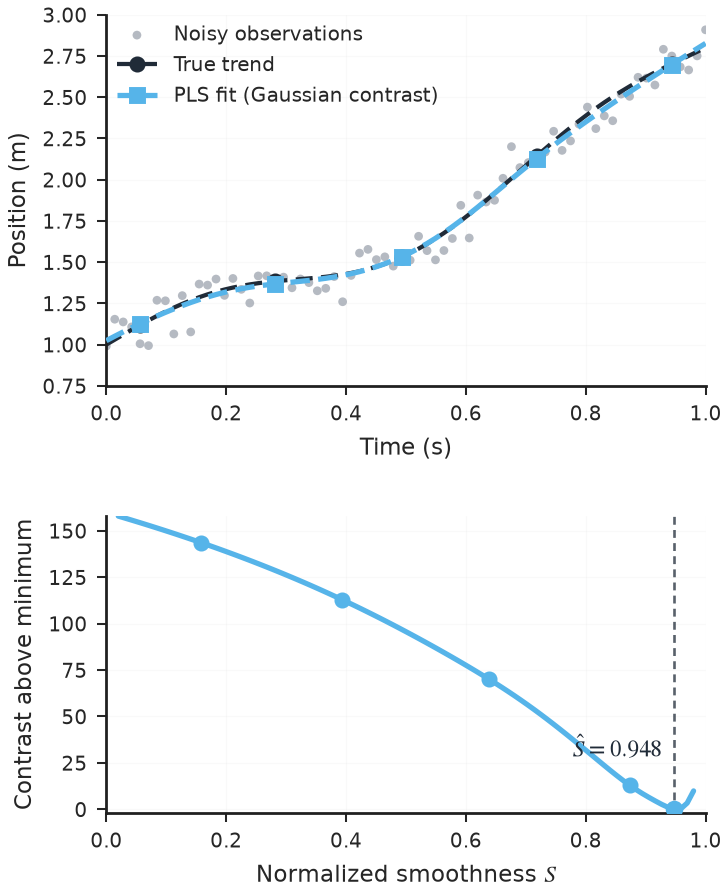 3.00
2.75
2.50
2.25
2.00
1.75
1.50
1.25
1.00
0.75
Position (m)
Noisy observations
True trend
PLS fit (Gaussian contrast)
0.0 0.2 0.4 0.6 0.8 1.0
Time (s)
150
125
100
75
50
25
0
Contrast above minimum
Ŝ = 0.948
0.0 0.2 0.4 0.6 0.8 1.0
Normalized smoothness S